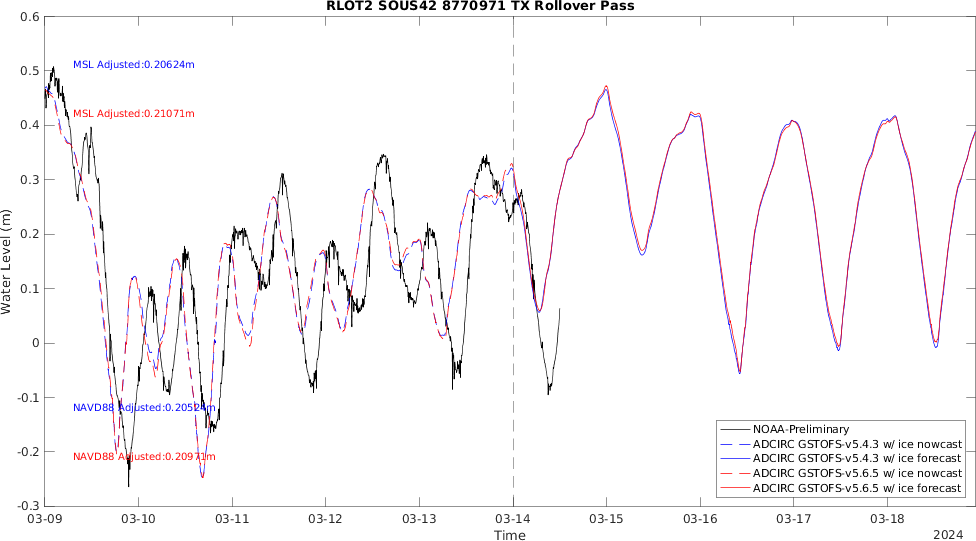 RLOT2 SOUS42 8770971 TX Rollover Pass
0.6
0.5
0.4
0.3
0.2
0.1
0
-0.1
-0.2
-0.3
Water Level (m)
MSL Adjusted:0.20624m
MSL Adjusted:0.21071m
NAVD88 Adjusted:0.20524m
NAVD88 Adjusted:0.20971m
NOAA-Preliminary
ADCIRC GSTOFS-v5.4.3 w/ ice nowcast
ADCIRC GSTOFS-v5.4.3 w/ ice forecast
ADCIRC GSTOFS-v5.6.5 w/ ice nowcast
ADCIRC GSTOFS-v5.6.5 w/ ice forecast
03-09 03-10 03-11 03-12 03-13 03-14 03-15 03-16 03-17 03-18
Time
2024